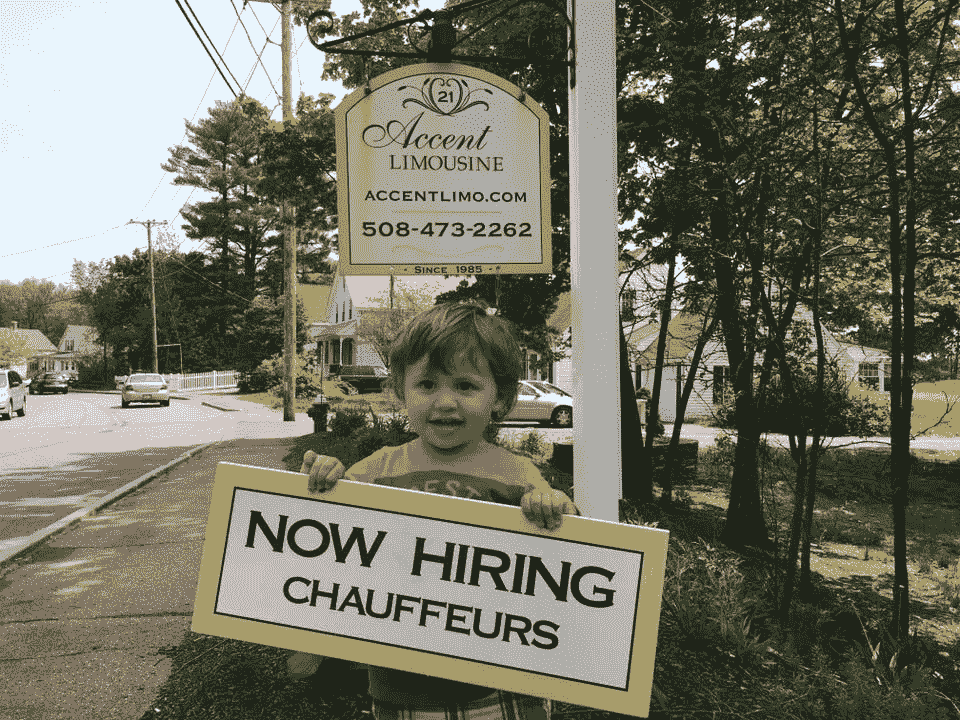 21
Accent
LIMOUSINE
ACCENTLIMO.COM
508-473-2262
- SINCE 1985 -
NOW HIRING
CHAUFFEURS